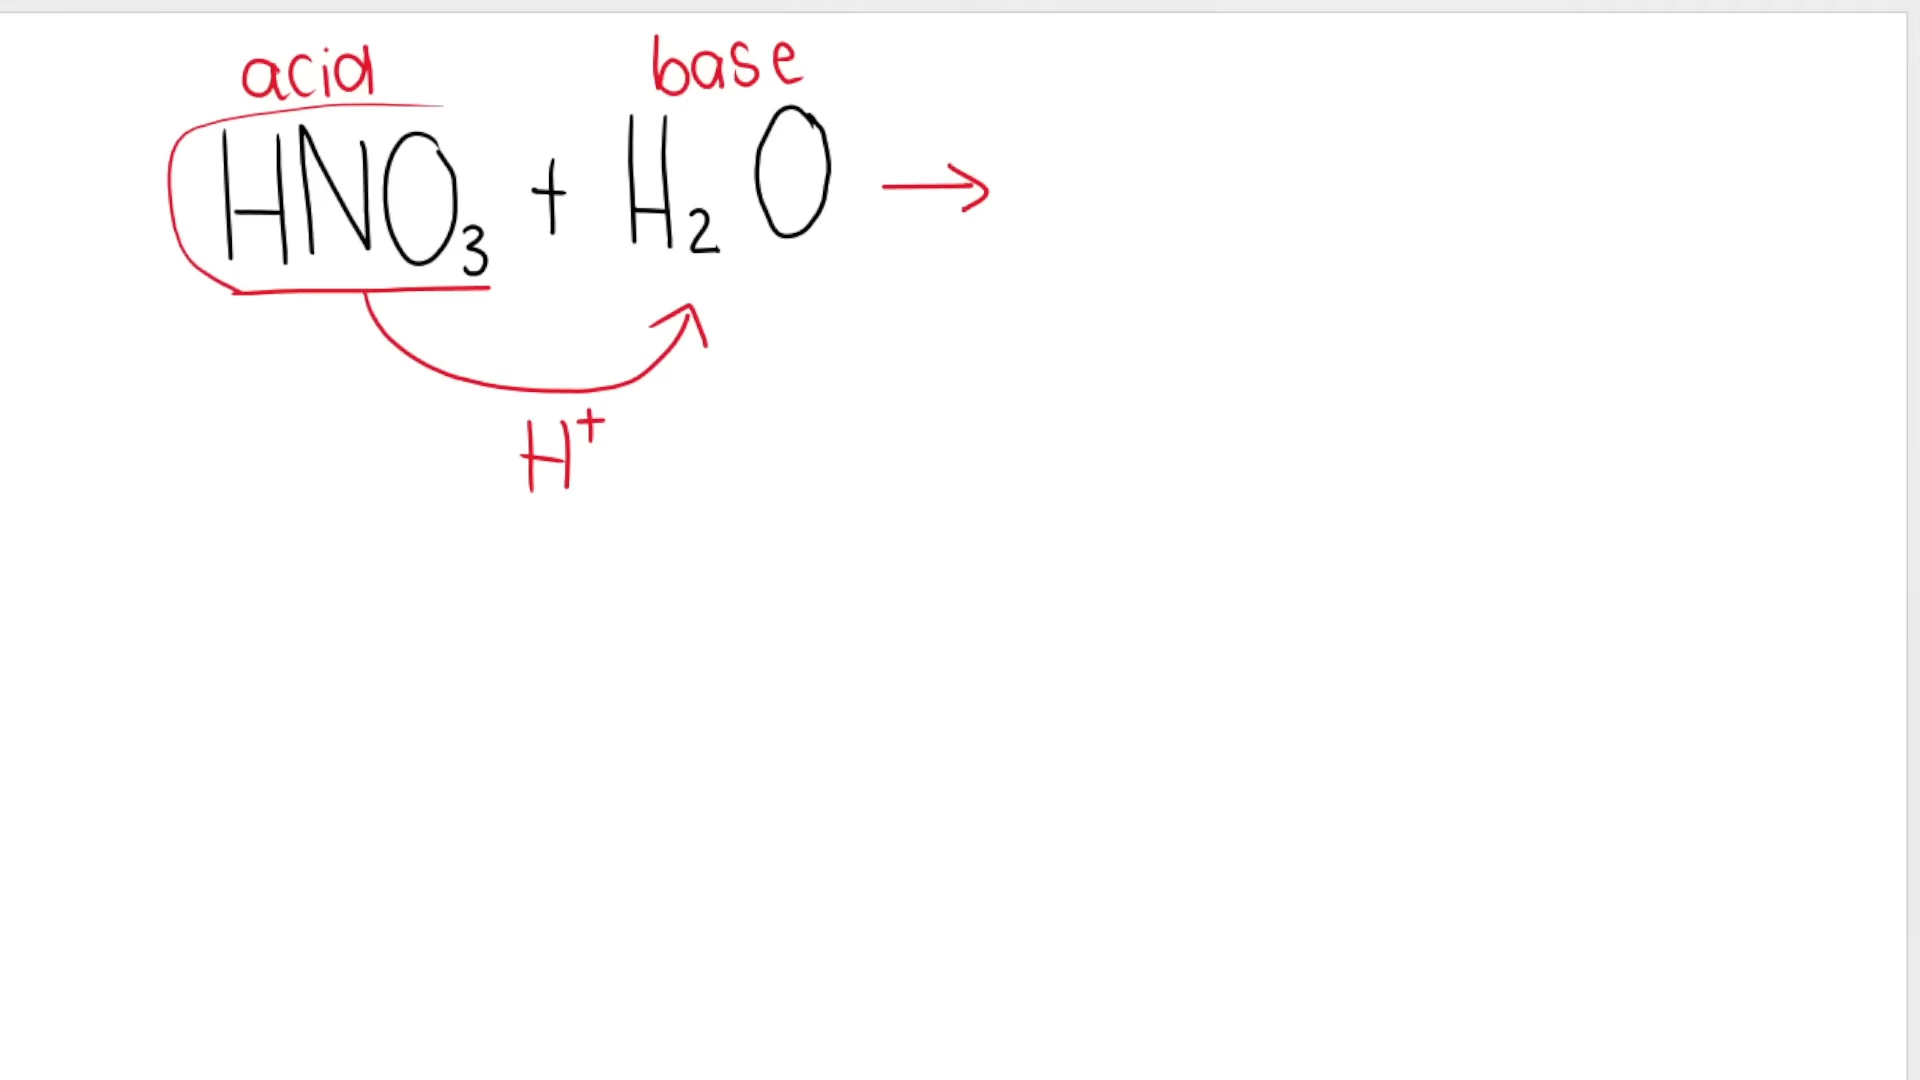 acid base
HNO₃ + H₂O →
H⁺